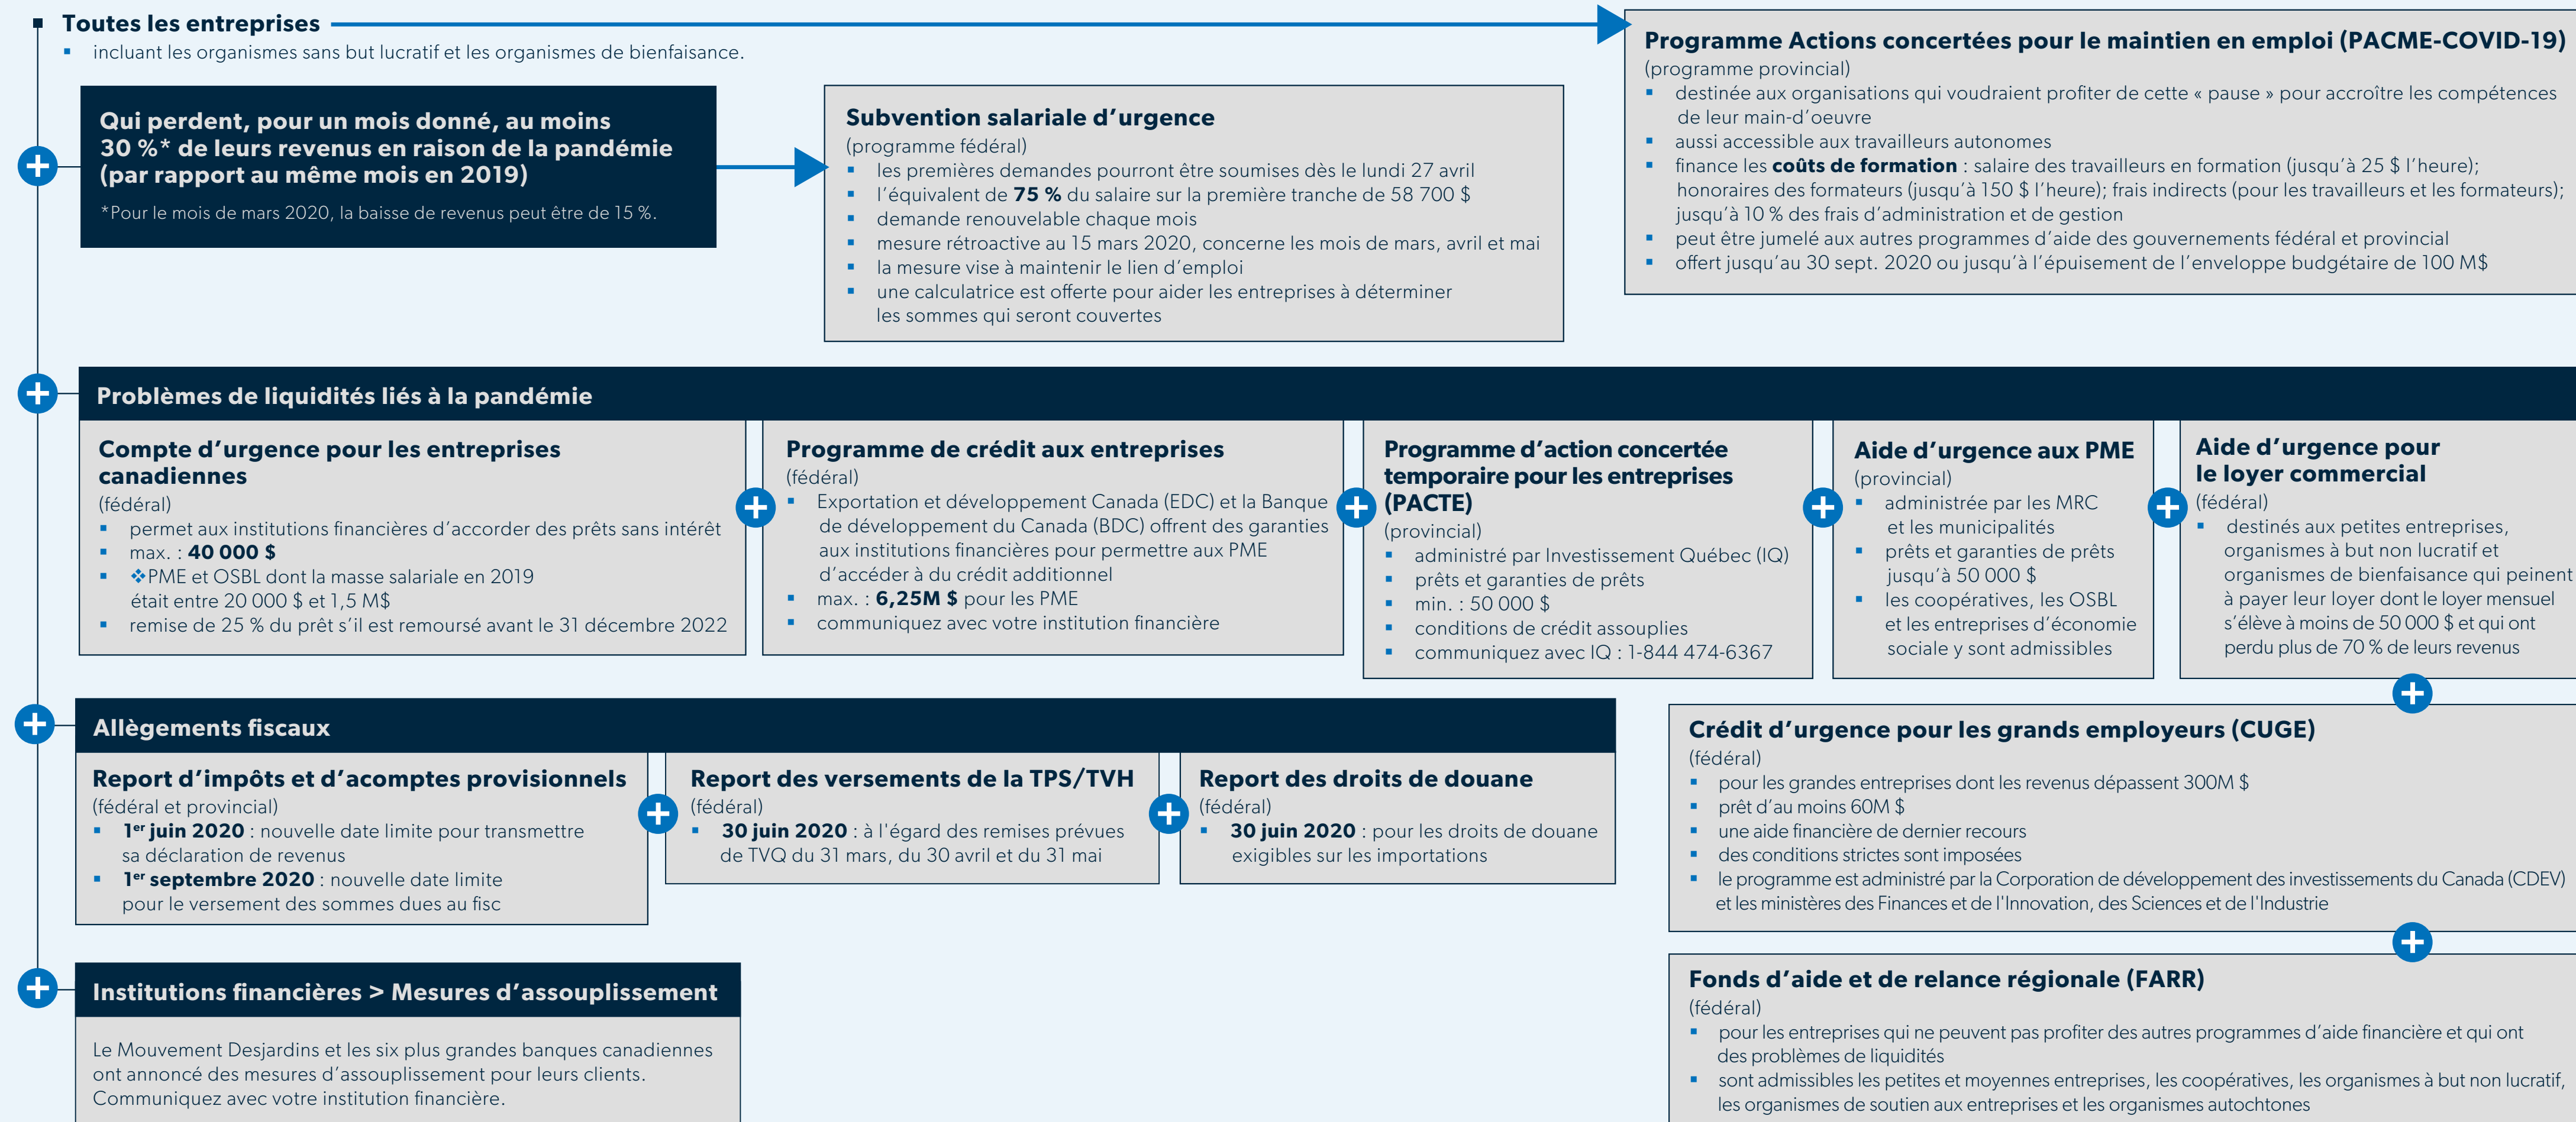 Toutes les entreprises
▪ incluant les organismes sans but lucratif et les organismes de bienfaisance.
Qui perdent, pour un mois donné, au moins
30 %* de leurs revenus en raison de la pandémie
(par rapport au même mois en 2019)
*Pour le mois de mars 2020, la baisse de revenus peut être de 15 %.
Subvention salariale d’urgence
(programme fédéral)
▪ les premières demandes pourront être soumises dès le lundi 27 avril
▪ l’équivalent de 75 % du salaire sur la première tranche de 58 700 $
▪ demande renouvelable chaque mois
▪ mesure rétroactive au 15 mars 2020, concerne les mois de mars, avril et mai
▪ la mesure vise à maintenir le lien d’emploi
▪ une calculatrice est offerte pour aider les entreprises à déterminer
les sommes qui seront couvertes
Programme Actions concertées pour le maintien en emploi (PACME-COVID-19)
(programme provincial)
▪ destinée aux organisations qui voudraient profiter de cette « pause » pour accroître les compétences
de leur main-d’oeuvre
▪ aussi accessible aux travailleurs autonomes
▪ finance les coûts de formation : salaire des travailleurs en formation (jusqu’à 25 $ l’heure);
honoraires des formateurs (jusqu’à 150 $ l’heure); frais indirects (pour les travailleurs et les formateurs);
jusqu’à 10 % des frais d’administration et de gestion
▪ peut être jumelé aux autres programmes d’aide des gouvernements fédéral et provincial
▪ offert jusqu’au 30 sept. 2020 ou jusqu’à l’épuisement de l’enveloppe budgétaire de 100 M$
Problèmes de liquidités liés à la pandémie
Compte d’urgence pour les entreprises
canadiennes
(fédéral)
▪ permet aux institutions financières d’accorder des prêts sans intérêt
▪ max. : 40 000 $
▪ ❖PME et OSBL dont la masse salariale en 2019
était entre 20 000 $ et 1,5 M$
▪ remise de 25 % du prêt s’il est remoursé avant le 31 décembre 2022
Programme de crédit aux entreprises
(fédéral)
▪ Exportation et développement Canada (EDC) et la Banque
de développement du Canada (BDC) offrent des garanties
aux institutions financières pour permettre aux PME
d’accéder à du crédit additionnel
▪ max. : 6,25M $ pour les PME
▪ communiquez avec votre institution financière
Programme d’action concertée
temporaire pour les entreprises
(PACTE)
(provincial)
▪ administré par Investissement Québec (IQ)
▪ prêts et garanties de prêts
▪ min. : 50 000 $
▪ conditions de crédit assouplies
▪ communiquez avec IQ : 1-844 474-6367
Aide d’urgence aux PME
(provincial)
▪ administrée par les MRC
et les municipalités
▪ prêts et garanties de prêts
jusqu’à 50 000 $
▪ les coopératives, les OSBL
et les entreprises d’économie
sociale y sont admissibles
Aide d’urgence pour
le loyer commercial
(fédéral)
▪ destinés aux petites entreprises,
organismes à but non lucratif et
organismes de bienfaisance qui peinent
à payer leur loyer dont le loyer mensuel
s’élève à moins de 50 000 $ et qui ont
perdu plus de 70 % de leurs revenus
Allègements fiscaux
Report d’impôts et d’acomptes provisionnels
(fédéral et provincial)
▪ 1er juin 2020 : nouvelle date limite pour transmettre
sa déclaration de revenus
▪ 1er septembre 2020 : nouvelle date limite
pour le versement des sommes dues au fisc
Report des versements de la TPS/TVH
(fédéral)
▪ 30 juin 2020 : à l'égard des remises prévues
de TVQ du 31 mars, du 30 avril et du 31 mai
Report des droits de douane
(fédéral)
▪ 30 juin 2020 : pour les droits de douane
exigibles sur les importations
Crédit d’urgence pour les grands employeurs (CUGE)
(fédéral)
▪ pour les grandes entreprises dont les revenus dépassent 300M $
▪ prêt d’au moins 60M $
▪ une aide financière de dernier recours
▪ des conditions strictes sont imposées
▪ le programme est administré par la Corporation de développement des investissements du Canada (CDEV)
et les ministères des Finances et de l'Innovation, des Sciences et de l'Industrie
Institutions financières > Mesures d’assouplissement
Le Mouvement Desjardins et les six plus grandes banques canadiennes
ont annoncé des mesures d’assouplissement pour leurs clients.
Communiquez avec votre institution financière.
Fonds d’aide et de relance régionale (FARR)
(fédéral)
▪ pour les entreprises qui ne peuvent pas profiter des autres programmes d’aide financière et qui ont
des problèmes de liquidités
▪ sont admissibles les petites et moyennes entreprises, les coopératives, les organismes à but non lucratif,
les organismes de soutien aux entreprises et les organismes autochtones